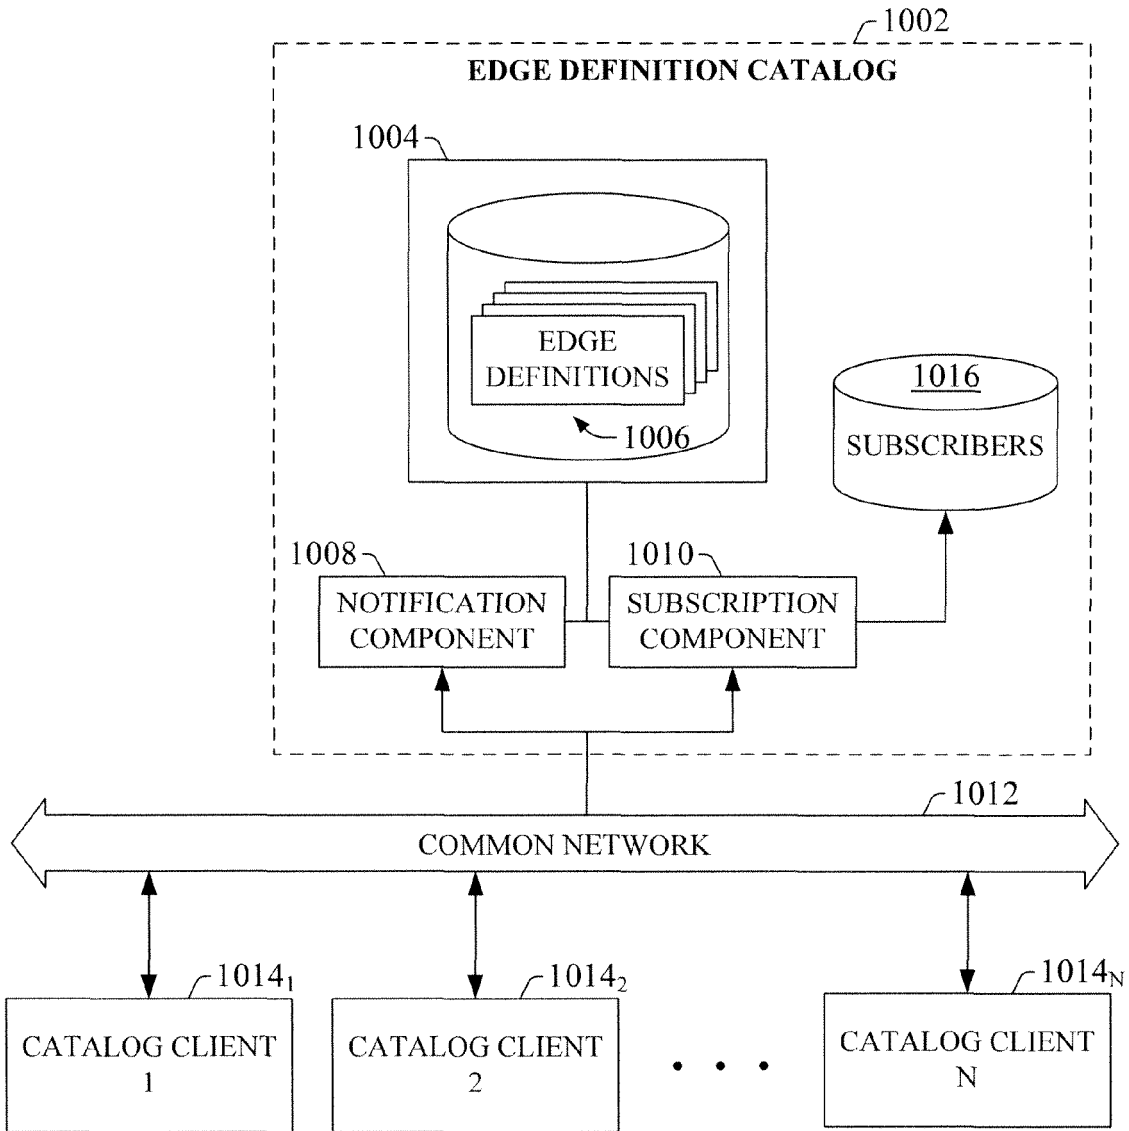 1002
EDGE DEFINITION CATALOG
1004
EDGE
DEFINITIONS
1006
1016
SUBSCRIBERS
1008
NOTIFICATION
COMPONENT
1010
SUBSCRIPTION
COMPONENT
1012
COMMON NETWORK
1014₁
CATALOG CLIENT
1
1014₂
CATALOG CLIENT
2
1014ₙ
CATALOG CLIENT
N